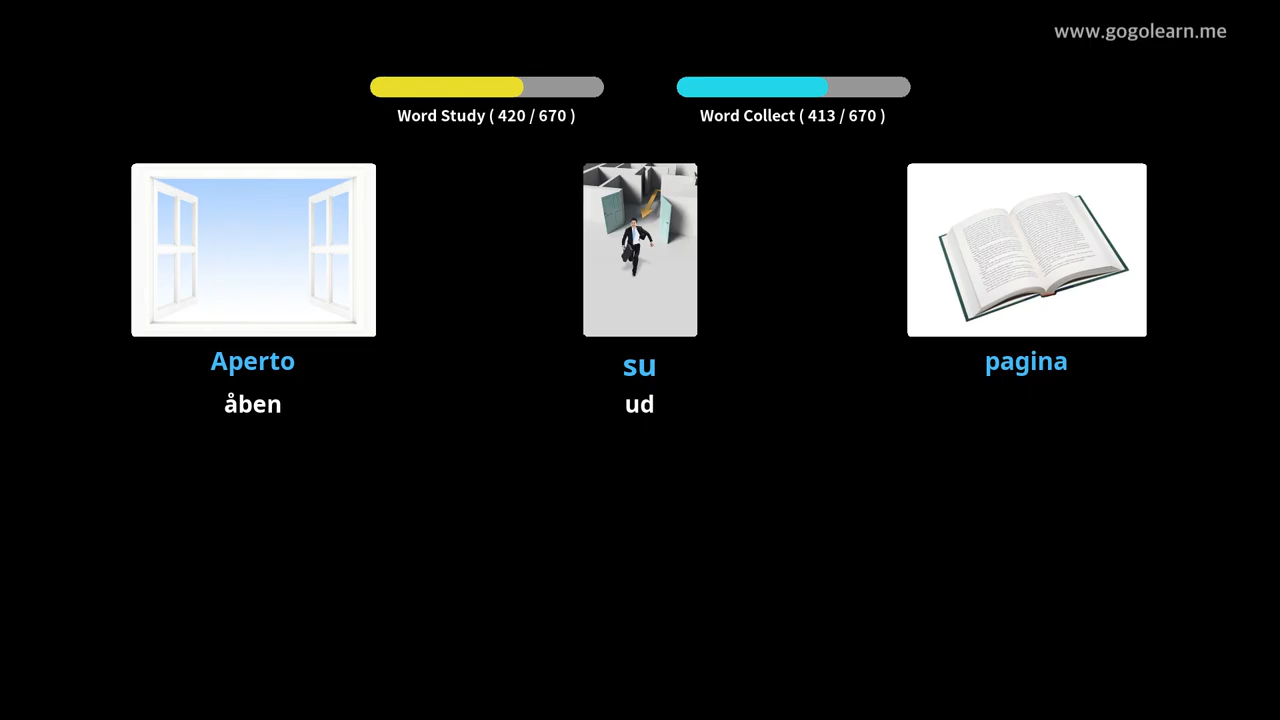 www.gogolearn.me
Word Study ( 420 / 670 )
Word Collect ( 413 / 670 )
Aperto
åben
su
ud
pagina